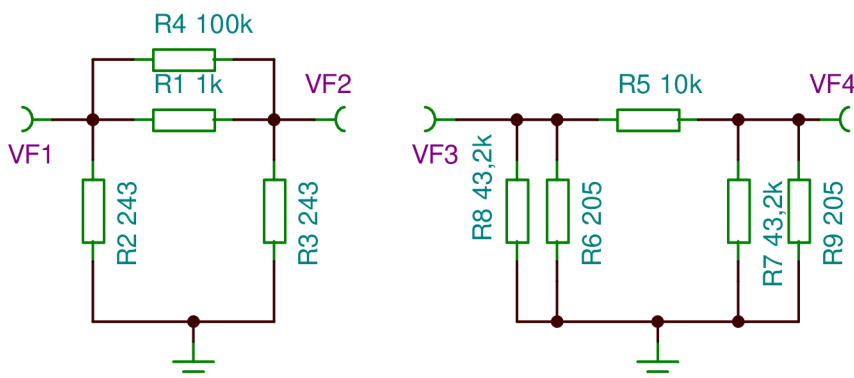 R4 100k
R1 1k
VF2
VF1
R2 243
R3 243
R5 10k
VF4
VF3
R8 43,2k
R6 205
R7 43,2k
R9 205